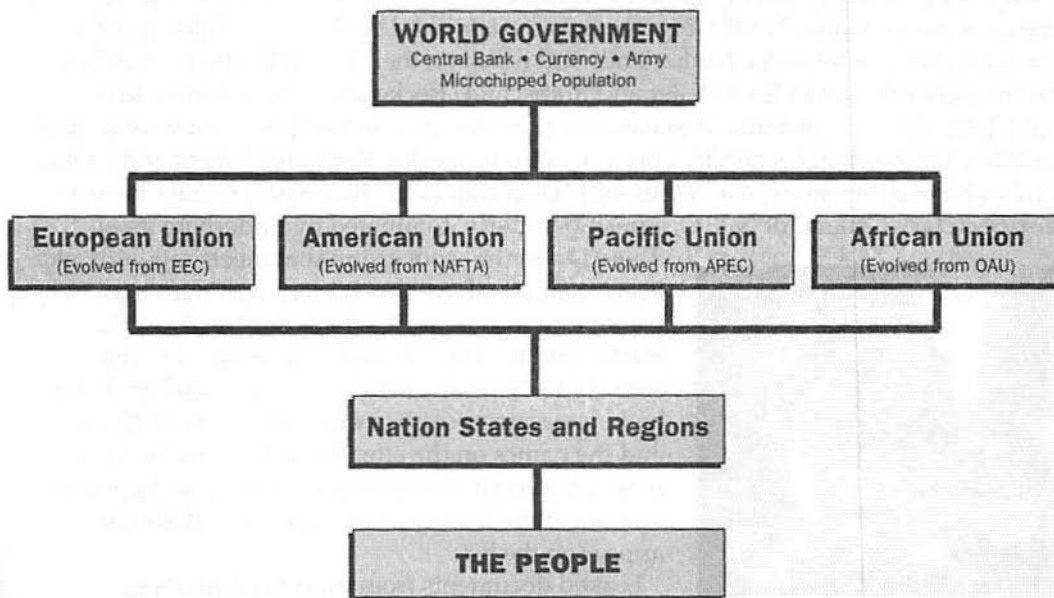 WORLD GOVERNMENT
Central Bank • Currency • Army
Microchipped Population
European Union
(Evolved from EEC)
American Union
(Evolved from NAFTA)
Pacific Union
(Evolved from APEC)
African Union
(Evolved from OAU)
Nation States and Regions
THE PEOPLE